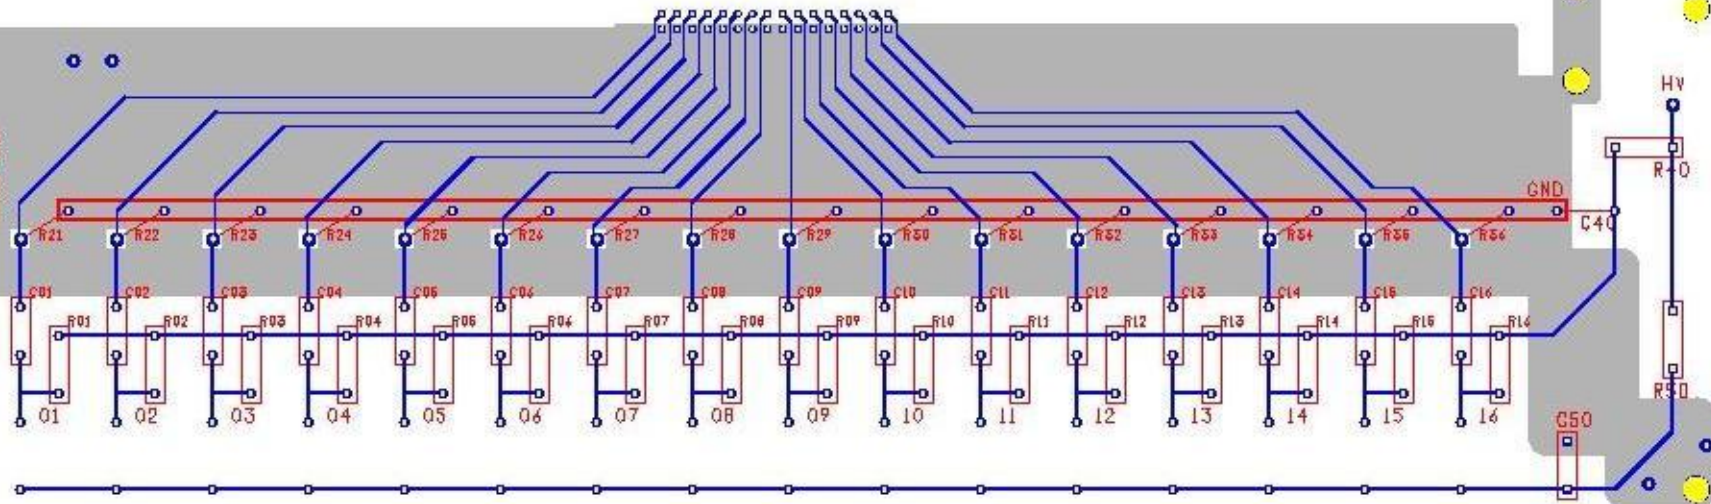 HV
R40
GND
C40
R21 R22 R23 R24 R25 R26 R27 R28 R29 R30 R31 R32 R33 R34 R35 R36
C01 C02 C03 C04 C05 C06 C07 C08 C09 C10 C11 C12 C13 C14 C15 C16
R01 R02 R03 R04 R05 R06 R07 R08 R09 R10 R11 R12 R13 R14 R15 R16
R50
01 02 03 04 05 06 07 08 09 10 11 12 13 14 15 16
C50